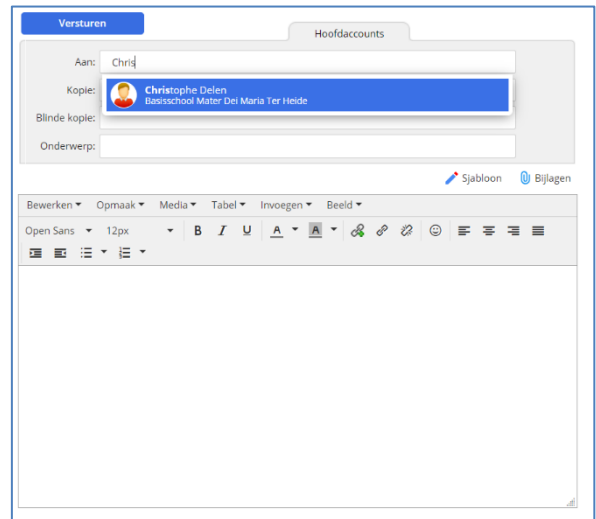 Versturen
Hoofdaccounts
Aan: Chris
Christophe Delen
Basisschool Mater Dei Maria Ter Heide
Kopie:
Blinde kopie:
Onderwerp:
Sjabloon Bijlagen
Bewerken Opmaak Media Tabel Invoegen Beeld
Open Sans 12px B I U A A